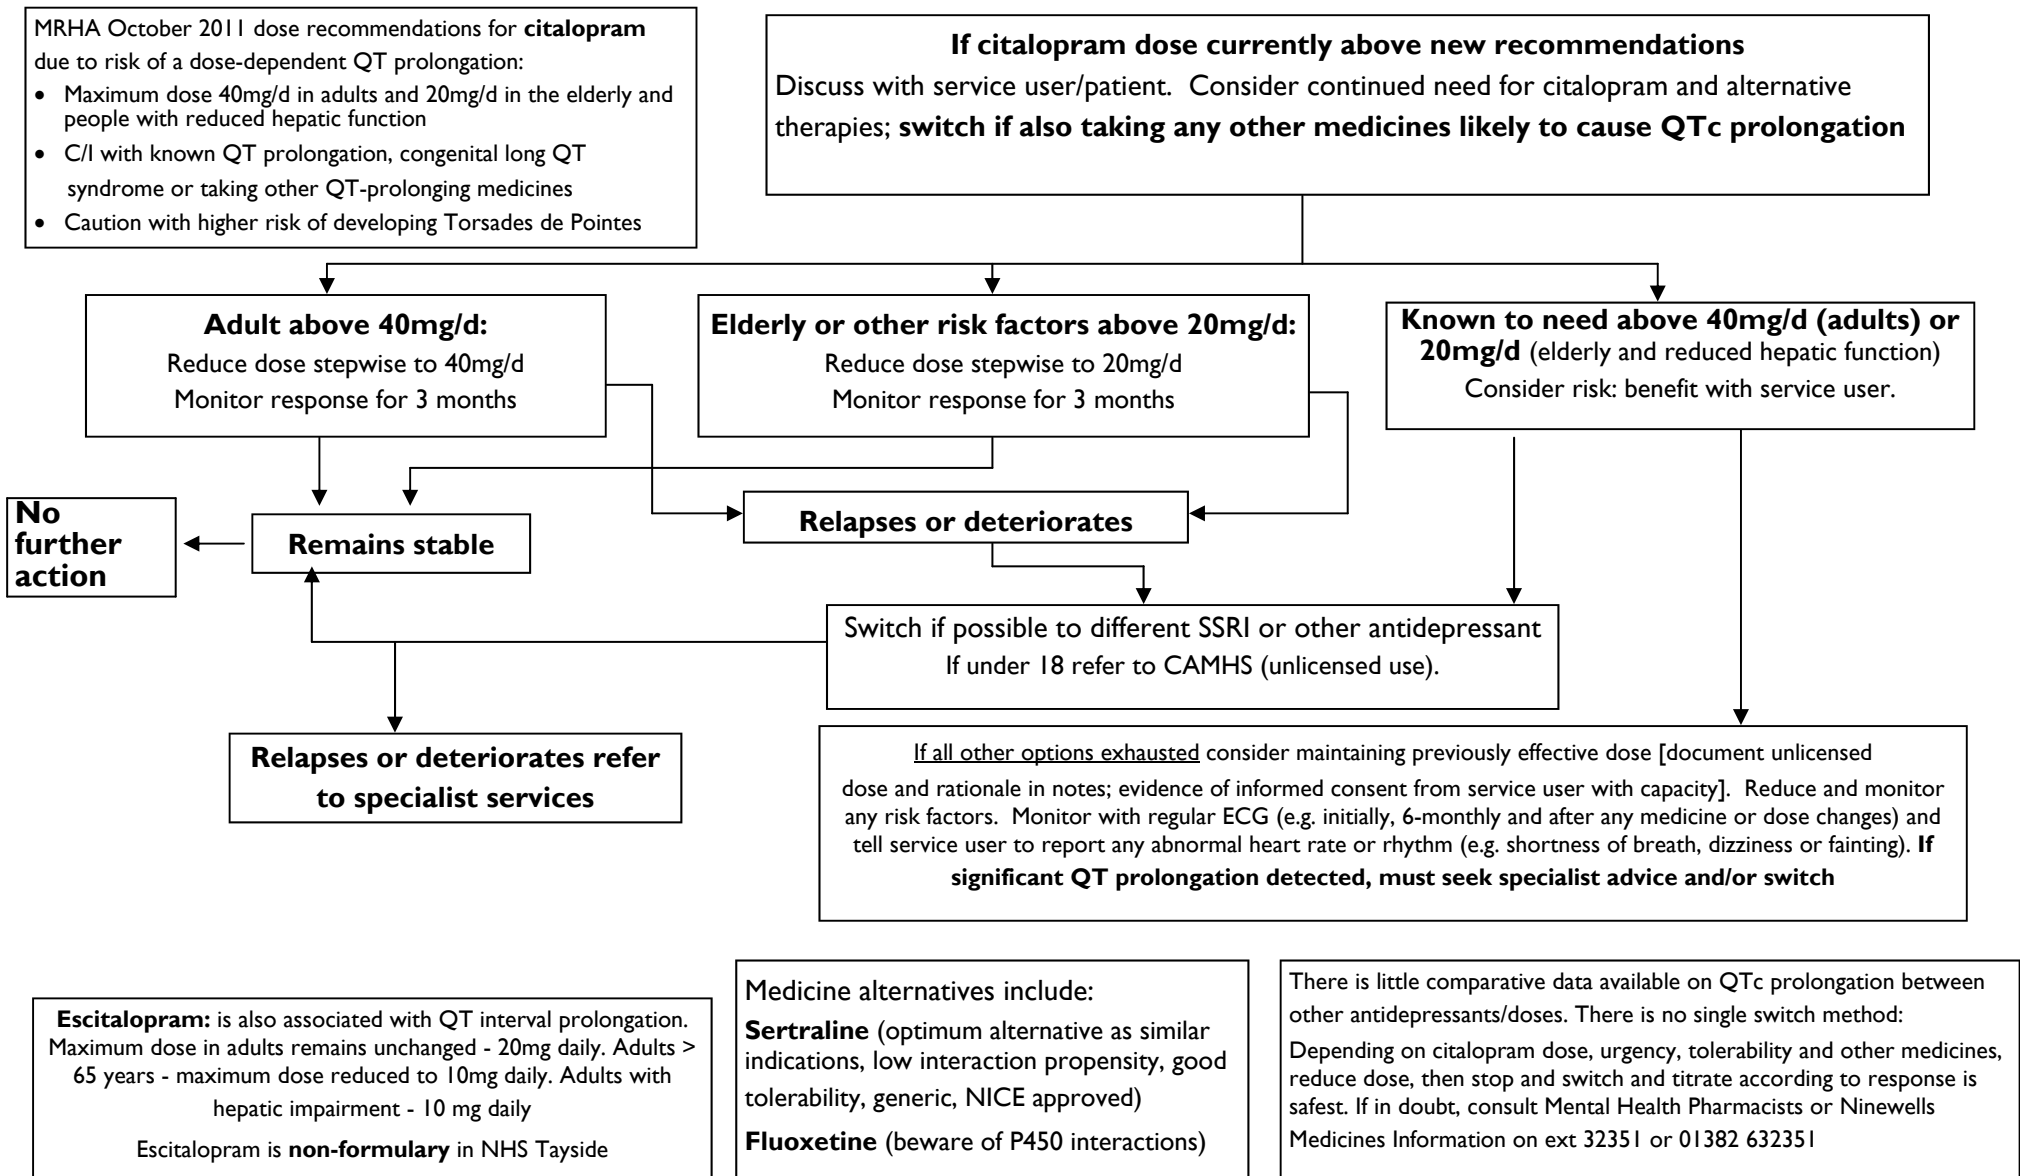 MRHA October 2011 dose recommendations for citalopram
due to risk of a dose-dependent QT prolongation:
• Maximum dose 40mg/d in adults and 20mg/d in the elderly and
people with reduced hepatic function
• C/I with known QT prolongation, congenital long QT
syndrome or taking other QT-prolonging medicines
• Caution with higher risk of developing Torsades de Pointes
If citalopram dose currently above new recommendations
Discuss with service user/patient. Consider continued need for citalopram and alternative
therapies; switch if also taking any other medicines likely to cause QTc prolongation
Adult above 40mg/d:
Reduce dose stepwise to 40mg/d
Monitor response for 3 months
Elderly or other risk factors above 20mg/d:
Reduce dose stepwise to 20mg/d
Monitor response for 3 months
Known to need above 40mg/d (adults) or
20mg/d (elderly and reduced hepatic function)
Consider risk: benefit with service user.
No
further
action
Remains stable
Relapses or deteriorates
Switch if possible to different SSRI or other antidepressant
If under 18 refer to CAMHS (unlicensed use).
Relapses or deteriorates refer
to specialist services
If all other options exhausted consider maintaining previously effective dose [document unlicensed
dose and rationale in notes; evidence of informed consent from service user with capacity]. Reduce and monitor
any risk factors. Monitor with regular ECG (e.g. initially, 6-monthly and after any medicine or dose changes) and
tell service user to report any abnormal heart rate or rhythm (e.g. shortness of breath, dizziness or fainting). If
significant QT prolongation detected, must seek specialist advice and/or switch
Escitalopram: is also associated with QT interval prolongation.
Maximum dose in adults remains unchanged - 20mg daily. Adults >
65 years - maximum dose reduced to 10mg daily. Adults with
hepatic impairment - 10 mg daily
Escitalopram is non-formulary in NHS Tayside
Medicine alternatives include:
Sertraline (optimum alternative as similar
indications, low interaction propensity, good
tolerability, generic, NICE approved)
Fluoxetine (beware of P450 interactions)
There is little comparative data available on QTc prolongation between
other antidepressants/doses. There is no single switch method:
Depending on citalopram dose, urgency, tolerability and other medicines,
reduce dose, then stop and switch and titrate according to response is
safest. If in doubt, consult Mental Health Pharmacists or Ninewells
Medicines Information on ext 32351 or 01382 632351